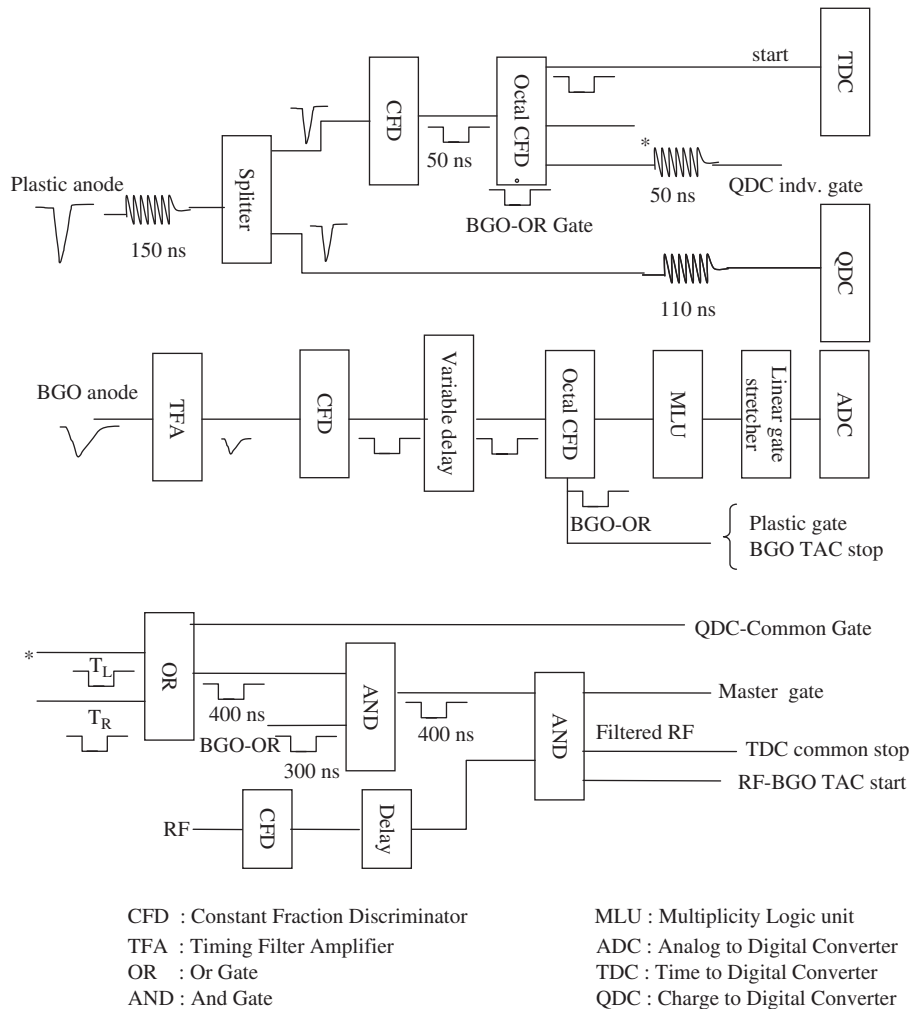 start
TDC
CFD
Octal CFD
50 ns
*
50 ns
QDC indv. gate
Plastic anode
Splitter
150 ns
BGO-OR Gate
QDC
110 ns
BGO anode
TFA
CFD
Variable delay
Octal CFD
MLU
Linear gate
stretcher
ADC
BGO-OR
Plastic gate
BGO TAC stop
QDC-Common Gate
*
TL
OR
AND
TR
400 ns
BGO-OR
300 ns
400 ns
AND
Master gate
Filtered RF
TDC common stop
RF-BGO TAC start
RF
CFD
Delay
CFD : Constant Fraction Discriminator
TFA : Timing Filter Amplifier
OR : Or Gate
AND : And Gate
MLU : Multiplicity Logic unit
ADC : Analog to Digital Converter
TDC : Time to Digital Converter
QDC : Charge to Digital Converter